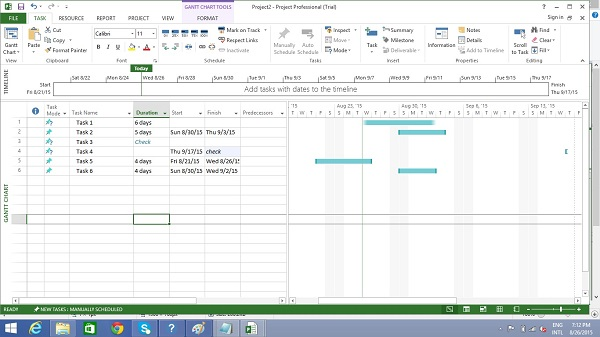 GANTT CHART TOOLS
Project2 - Project Professional (Trial)
FILE TASK RESOURCE REPORT PROJECT VIEW FORMAT
Sign in
Gantt Chart
View
Paste
Cut
Copy
Format Painter
Clipboard
Calibri 11
B I U
Font
Mark on Track
Respect Links
Inactivate
Schedule
Manually Schedule
Auto Schedule
Inspect
Move
Mode
Tasks
Task
Summary
Milestone
Deliverable
Insert
Information
Notes
Details
Add to Timeline
Properties
Scroll to Task
Find
Clear
Fill
Editing
Today
TIMELINE
Start
Fri 8/21/15
Sat 8/22 Mon 8/24 Wed 8/26 Fri 8/28 Sun 8/30 Tue 9/1 Thu 9/3 Sat 9/5 Mon 9/7 Wed 9/9 Fri 9/11 Sun 9/13 Tue 9/15
Add tasks with dates to the timeline
Finish
Thu 9/17/15
Task Mode Task Name Duration Start Finish Predecessors
'15 Aug 23, '15 Aug 30, '15 Sep 6, '15 Sep 13, '15
T W T F S S M T W T F S S M T W T F S S M T W T F S S M T W T F
1 Task 1 6 days
2 Task 2 5 days Sun 8/30/15 Thu 9/3/15
3 Task 3 Check
4 Task 4 Thu 9/17/15 check
5 Task 5 4 days Fri 8/21/15 Wed 8/26/15
6 Task 6 4 days Sun 8/30/15 Wed 9/2/15
GANTT CHART
READY NEW TASKS : MANUALLY SCHEDULED
ENG 7:12 PM
INTL 8/26/2015